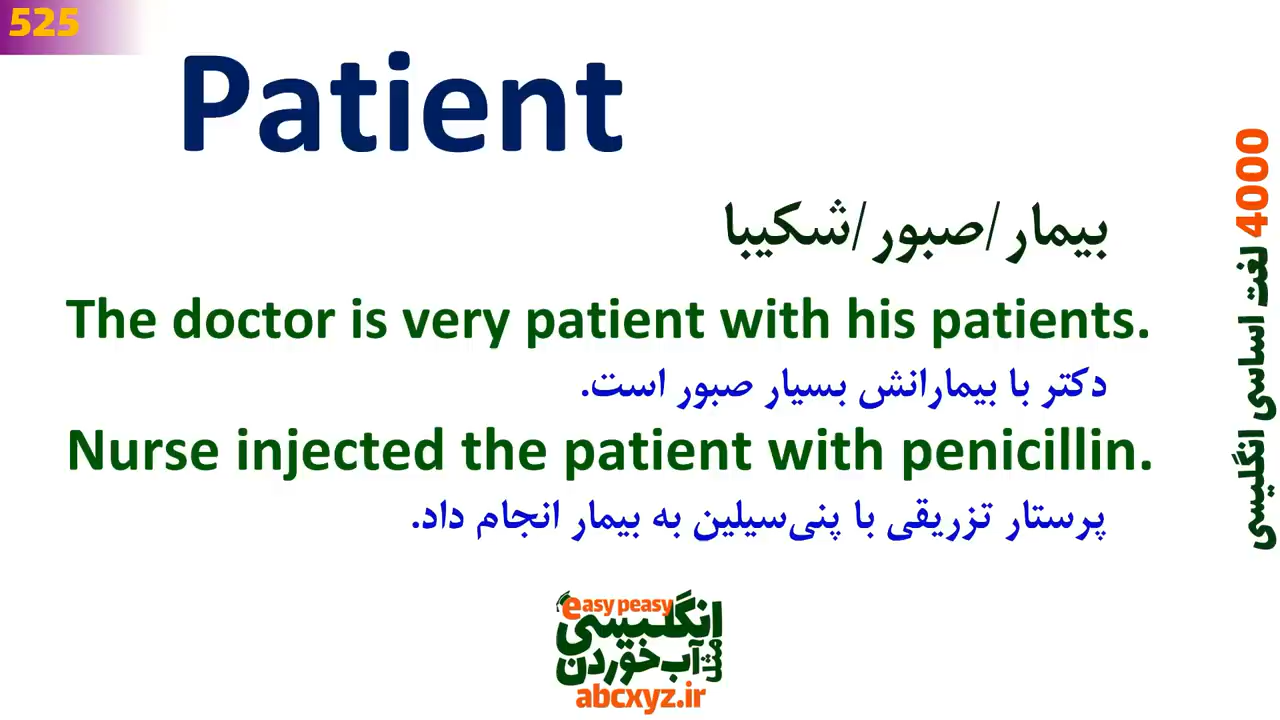 525
Patient
بیمار/صبور/شکیبا
The doctor is very patient with his patients.
دکتر با بیمارانش بسیار صبور است.
Nurse injected the patient with penicillin.
پرستار تزریقی با پنی‌سیلین به بیمار انجام داد.
4000 لغت اساسی انگلیسی
easy peasy
انگلیسی
مثل آب خوردن
abcxyz.ir